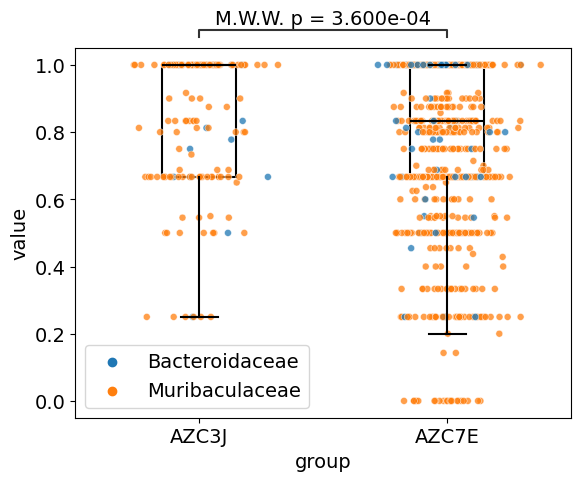 M.W.W. p = 3.600e-04
1.0
0.8
0.6
0.4
0.2
0.0
value
Bacteroidaceae
Muribaculaceae
AZC3J
AZC7E
group